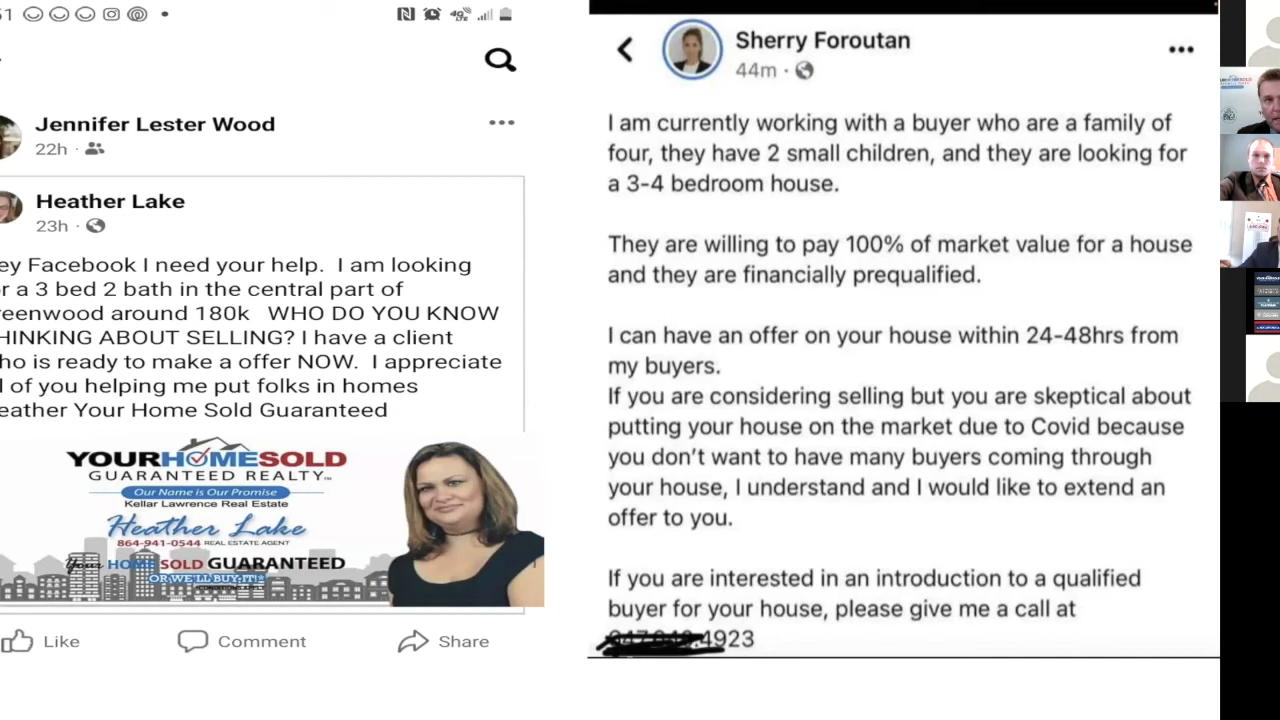 51
4G LTE
Jennifer Lester Wood
22h ·
Heather Lake
23h ·
ey Facebook I need your help. I am looking
r a 3 bed 2 bath in the central part of
reenwood around 180k WHO DO YOU KNOW
HINKING ABOUT SELLING? I have a client
ho is ready to make a offer NOW. I appreciate
l of you helping me put folks in homes
eather Your Home Sold Guaranteed
YOURHOMESOLD
GUARANTEED REALTY™
Our Name is Our Promise
Kellar Lawrence Real Estate
Heather Lake
864-941-0544 REAL ESTATE AGENT
Your HOME SOLD GUARANTEED
OR WE'LL BUY IT!*
Like Comment Share
Sherry Foroutan
44m ·
I am currently working with a buyer who are a family of
four, they have 2 small children, and they are looking for
a 3-4 bedroom house.
They are willing to pay 100% of market value for a house
and they are financially prequalified.
I can have an offer on your house within 24-48hrs from
my buyers.
If you are considering selling but you are skeptical about
putting your house on the market due to Covid because
you don't want to have many buyers coming through
your house, I understand and I would like to extend an
offer to you.
If you are interested in an introduction to a qualified
buyer for your house, please give me a call at
4923